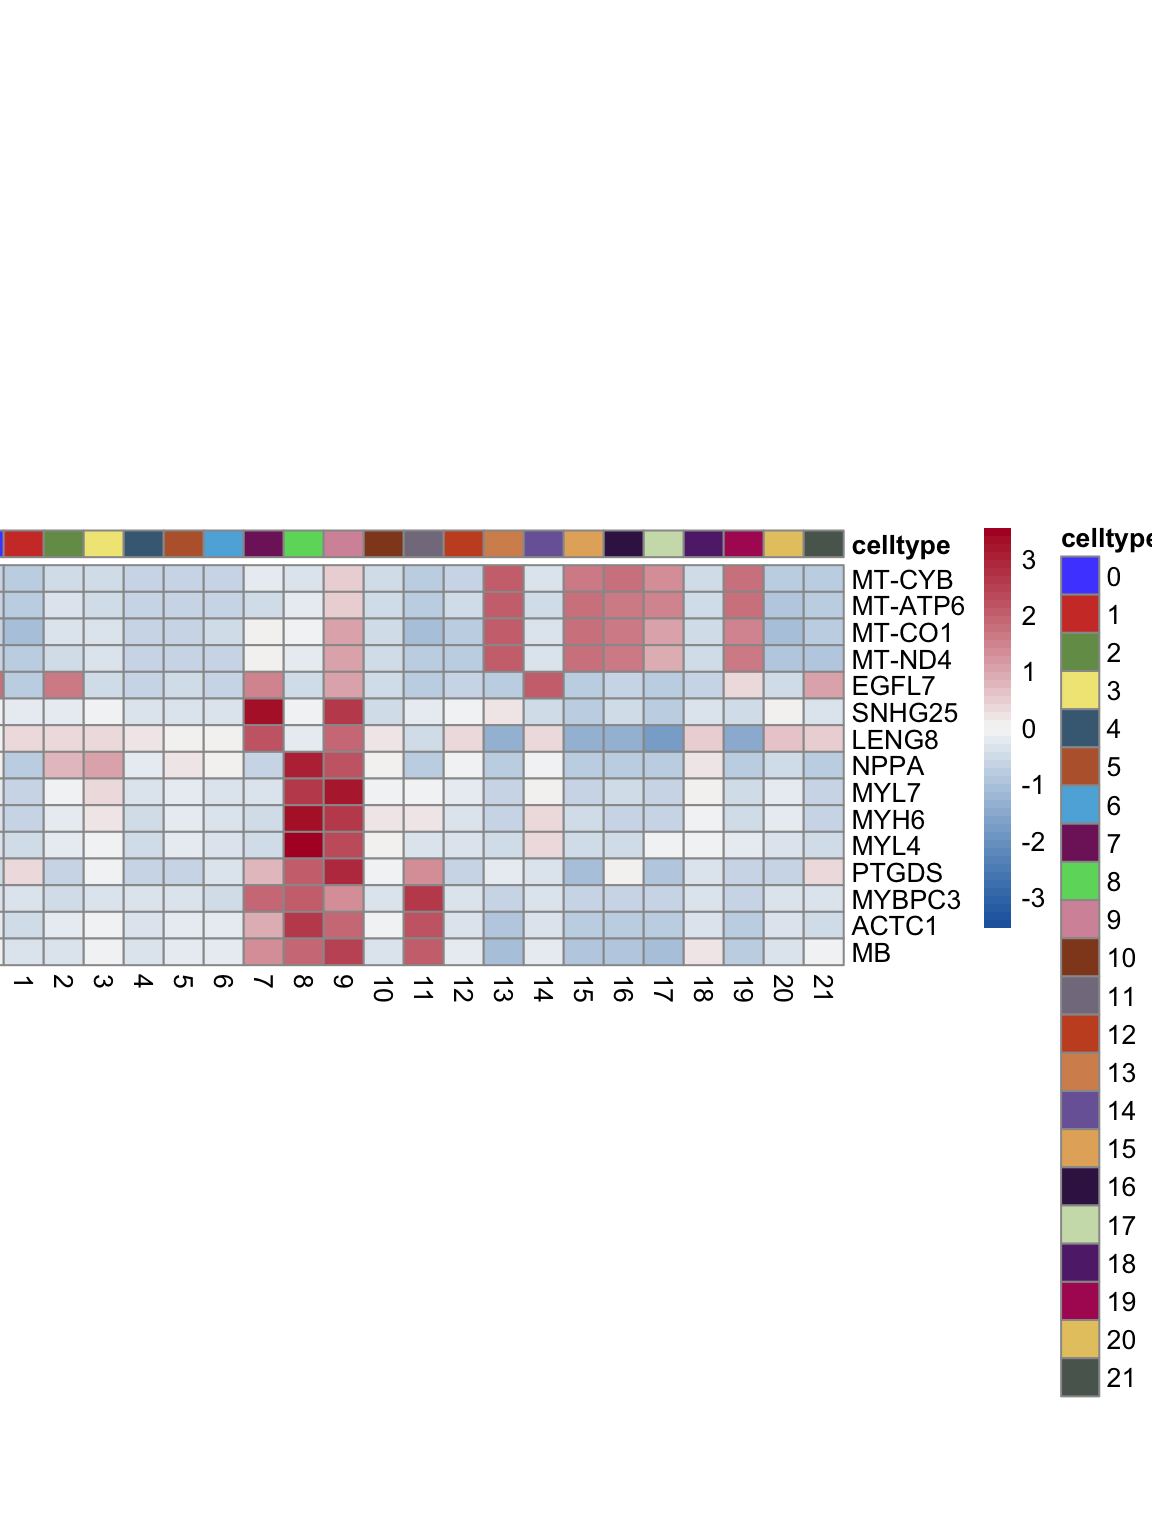 celltype
MT-CYB
MT-ATP6
MT-CO1
MT-ND4
EGFL7
SNHG25
LENG8
NPPA
MYL7
MYH6
MYL4
PTGDS
MYBPC3
ACTC1
MB
1 2 3 4 5 6 7 8 9 10 11 12 13 14 15 16 17 18 19 20 21
3
2
1
0
-1
-2
-3
celltype
0
1
2
3
4
5
6
7
8
9
10
11
12
13
14
15
16
17
18
19
20
21